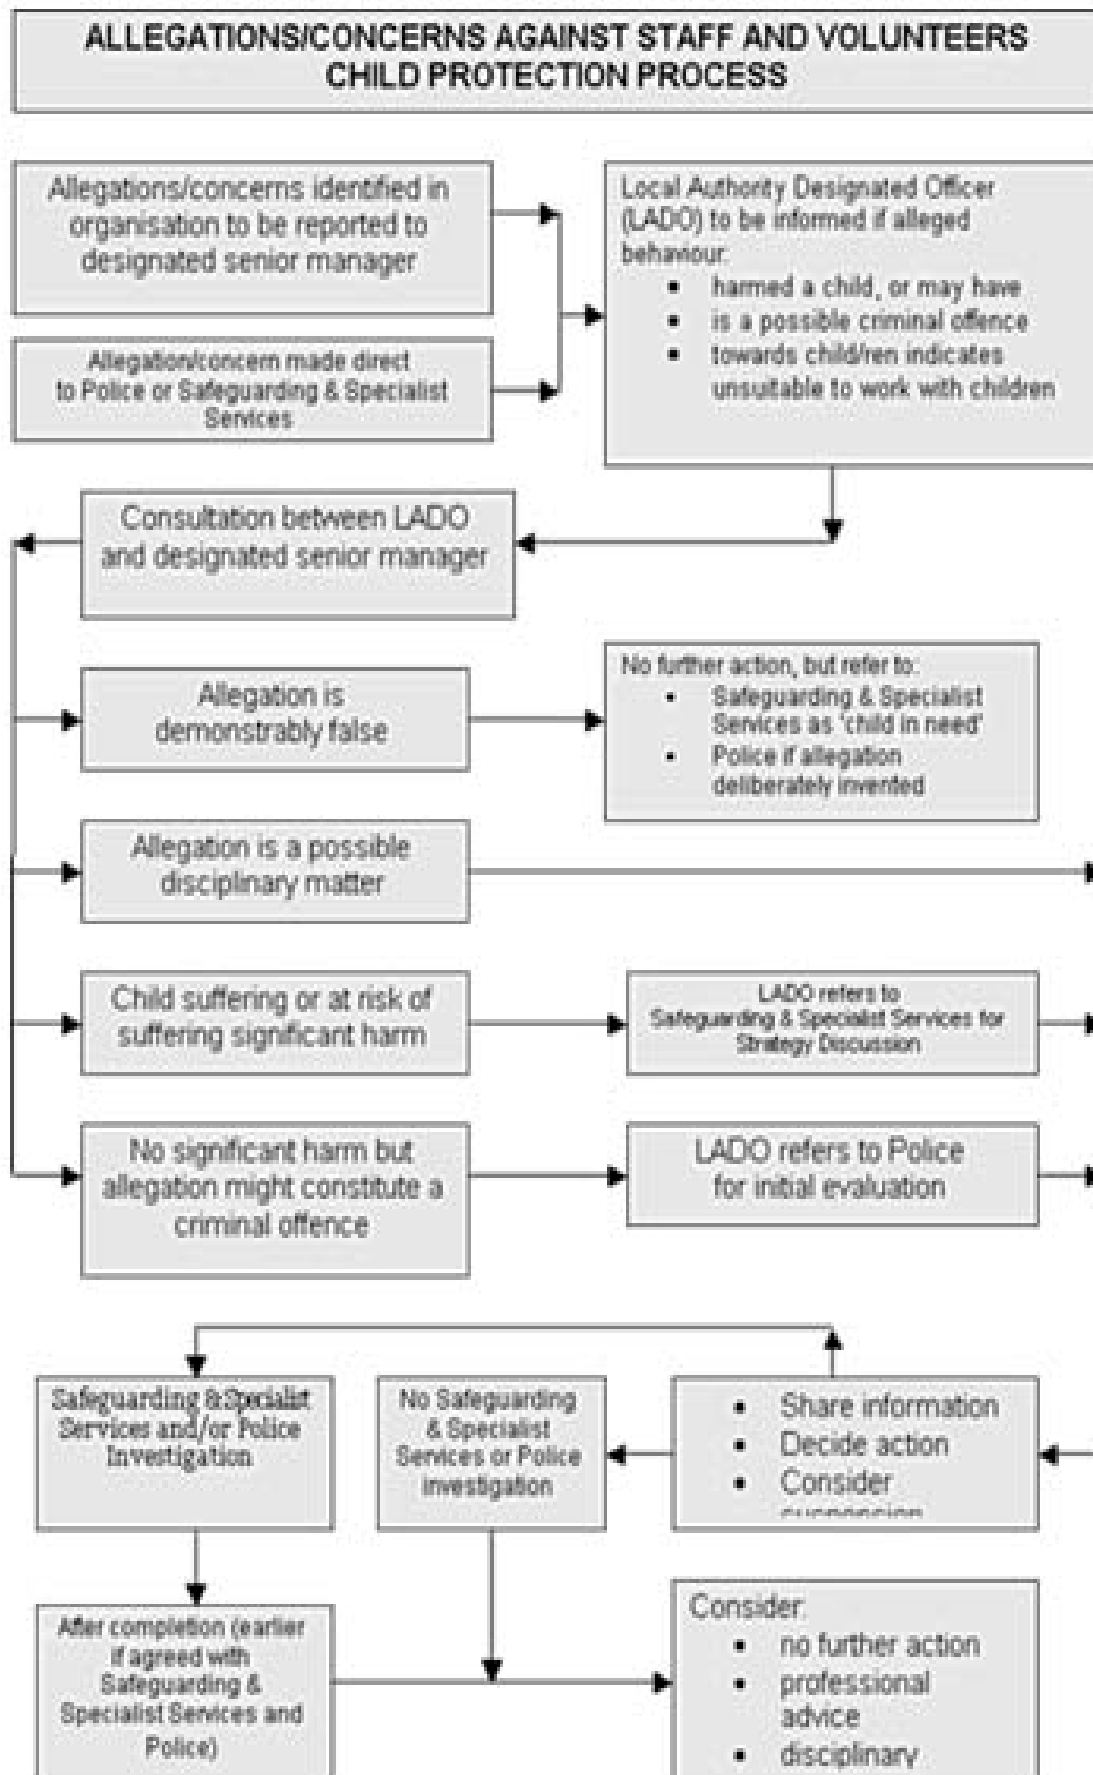 ALLEGATIONS/CONCERNS AGAINST STAFF AND VOLUNTEERS
CHILD PROTECTION PROCESS
Allegations/concerns identified in
organisation to be reported to
designated senior manager
Allegation/concern made direct
to Police or Safeguarding & Specialist
Services
Local Authority Designated Officer
(LADO) to be informed if alleged
behaviour:
• harmed a child, or may have
• is a possible criminal offence
• towards child/ren indicates
unsuitable to work with children
Consultation between LADO
and designated senior manager
Allegation is
demonstrably false
No further action, but refer to:
• Safeguarding & Specialist
Services as 'child in need'
• Police if allegation
deliberately invented
Allegation is a possible
disciplinary matter
Child suffering or at risk of
suffering significant harm
LADO refers to
Safeguarding & Specialist Services for
Strategy Discussion
No significant harm but
allegation might constitute a
criminal offence
LADO refers to Police
for initial evaluation
Safeguarding & Specialist
Services and/or Police
Investigation
No Safeguarding
& Specialist
Services or Police
investigation
• Share information
• Decide action
• Consider
After completion (earlier
if agreed with
Safeguarding &
Specialist Services and
Police)
Consider:
• no further action
• professional
advice
• disciplinary